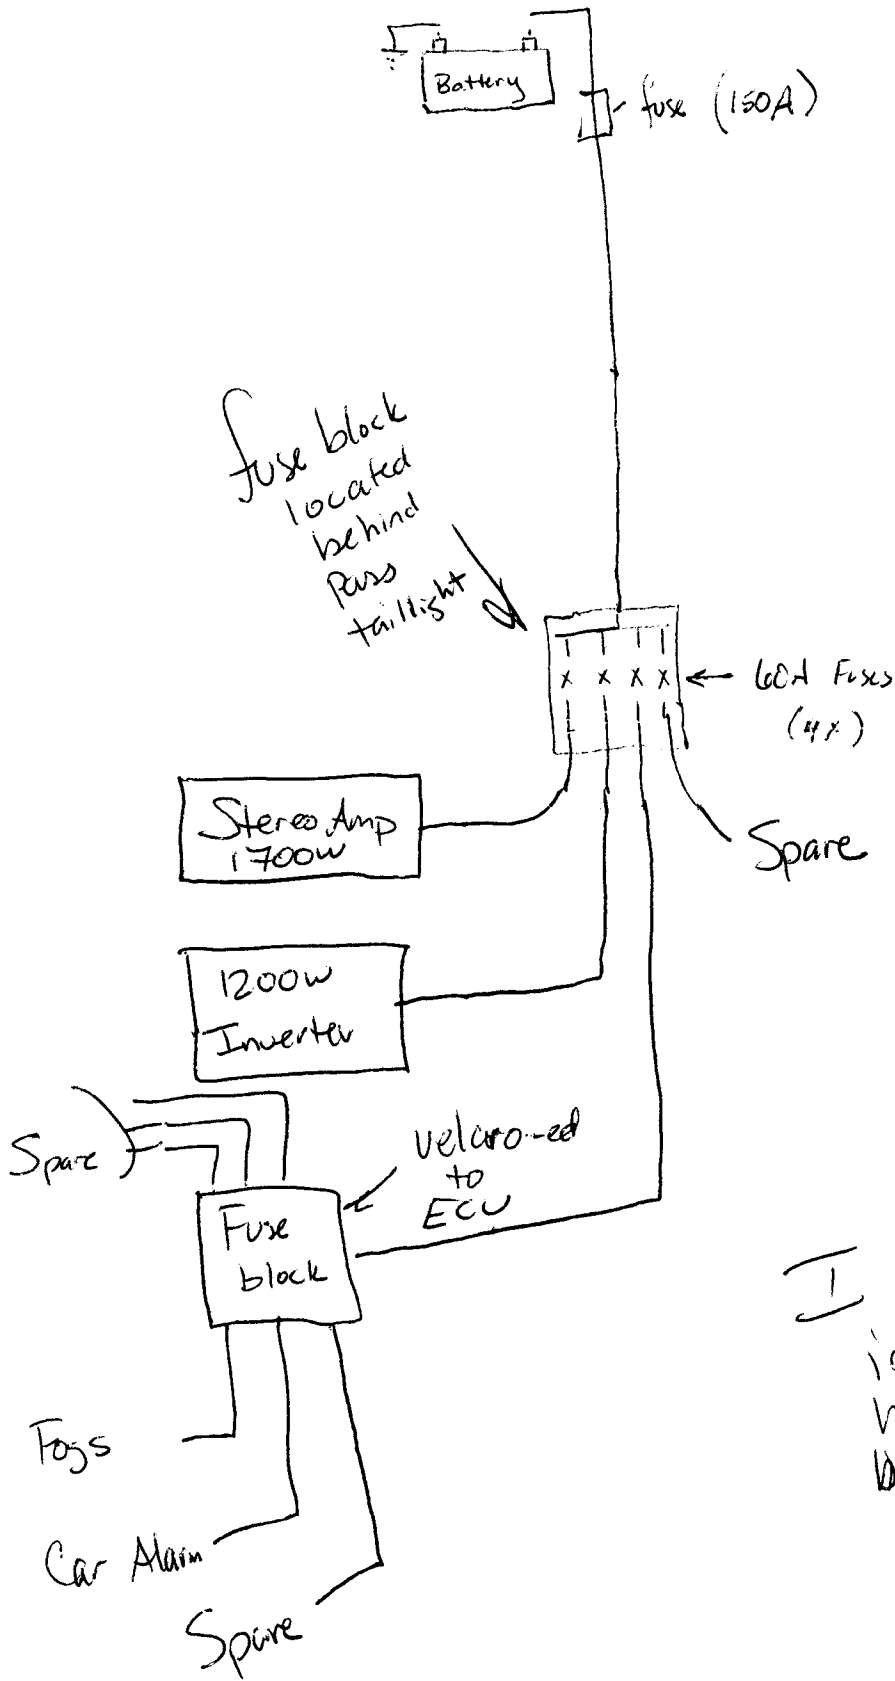 Battery
fuse (150A)
fuse block
located
behind
pass
taillight
60A Fuses
(4x)
Stereo Amp
1700w
Spare
1200w
Inverter
Spare
velcro-ed
to
ECU
Fuse
block
I
Fogs
Car Alarm
Spare